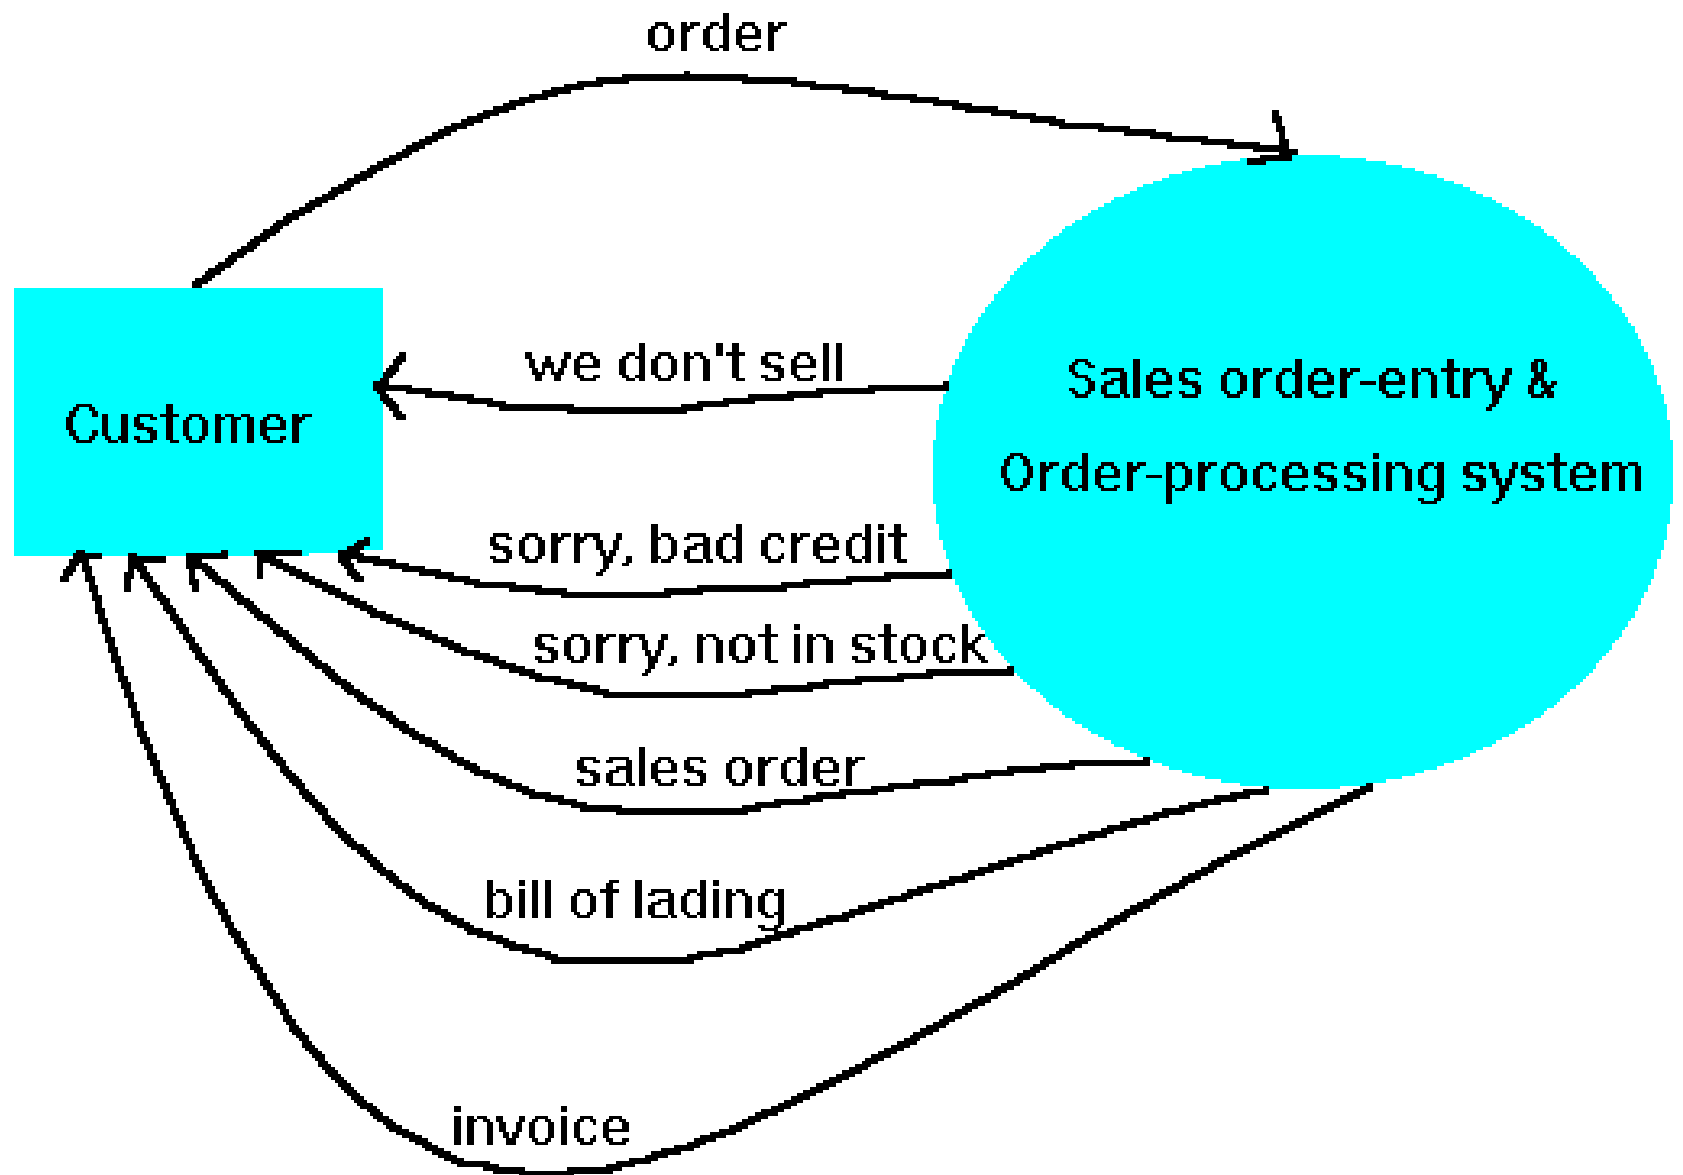 order
we don't sell
Customer
Sales order-entry &
Order-processing system
sorry, bad credit
sorry, not in stock
sales order
bill of lading
invoice